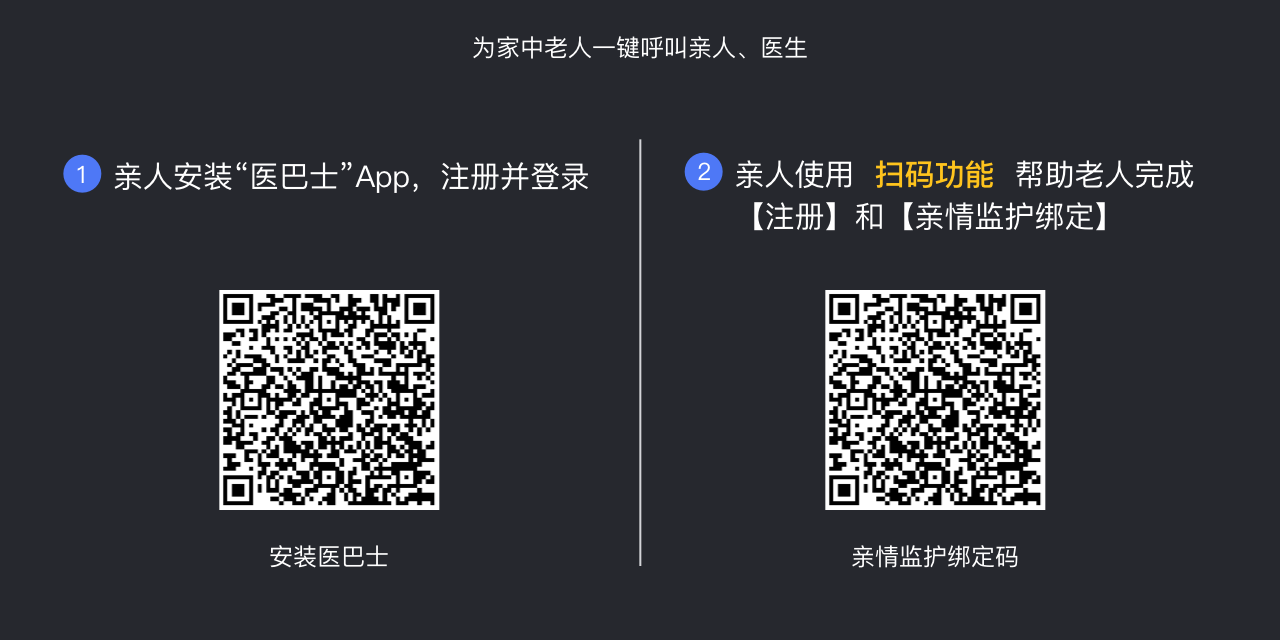 为家中老人一键呼叫亲人、医生
1 亲人安装“医巴士”App，注册并登录
2 亲人使用 扫码功能 帮助老人完成
【注册】和【亲情监护绑定】
安装医巴士
亲情监护绑定码